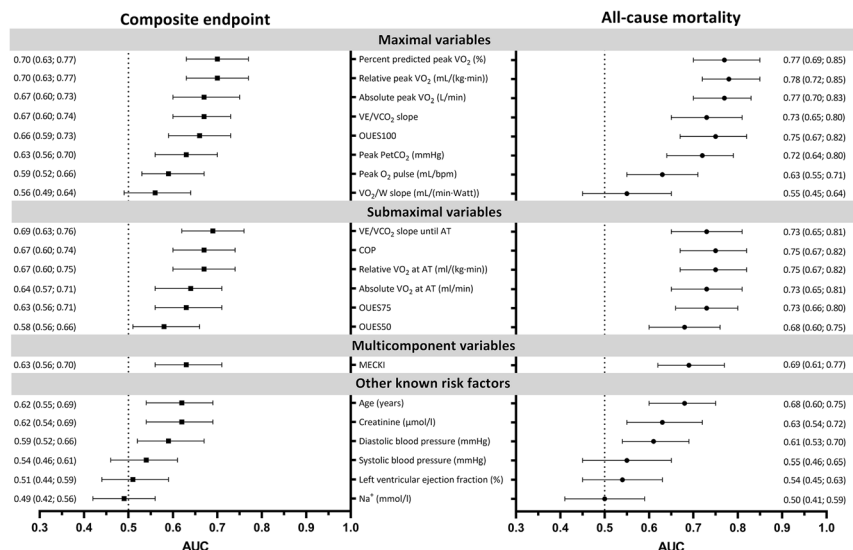 Composite endpoint All-cause mortality
Maximal variables
0.70 (0.63; 0.77) Percent predicted peak VO₂ (%) 0.77 (0.69; 0.85)
0.70 (0.63; 0.77) Relative peak VO₂ (mL/(kg·min)) 0.78 (0.72; 0.85)
0.67 (0.60; 0.73) Absolute peak VO₂ (L/min) 0.77 (0.70; 0.83)
0.67 (0.60; 0.74) VE/VCO₂ slope 0.73 (0.65; 0.80)
0.66 (0.59; 0.73) OUES100 0.75 (0.67; 0.82)
0.63 (0.56; 0.70) Peak PetCO₂ (mmHg) 0.72 (0.64; 0.80)
0.59 (0.52; 0.66) Peak O₂ pulse (mL/bpm) 0.63 (0.55; 0.71)
0.56 (0.49; 0.64) VO₂/W slope (mL/(min·Watt)) 0.55 (0.45; 0.64)
Submaximal variables
0.69 (0.63; 0.76) VE/VCO₂ slope until AT 0.73 (0.65; 0.81)
0.67 (0.60; 0.74) COP 0.75 (0.67; 0.82)
0.67 (0.60; 0.75) Relative VO₂ at AT (ml/(kg·min)) 0.75 (0.67; 0.82)
0.64 (0.57; 0.71) Absolute VO₂ at AT (ml/min) 0.73 (0.65; 0.81)
0.63 (0.56; 0.71) OUES75 0.73 (0.66; 0.80)
0.58 (0.56; 0.66) OUES50 0.68 (0.60; 0.75)
Multicomponent variables
0.63 (0.56; 0.70) MECKI 0.69 (0.61; 0.77)
Other known risk factors
0.62 (0.55; 0.69) Age (years) 0.68 (0.60; 0.75)
0.62 (0.54; 0.69) Creatinine (µmol/l) 0.63 (0.54; 0.72)
0.59 (0.52; 0.66) Diastolic blood pressure (mmHg) 0.61 (0.53; 0.70)
0.54 (0.46; 0.61) Systolic blood pressure (mmHg) 0.55 (0.46; 0.65)
0.51 (0.44; 0.59) Left ventricular ejection fraction (%) 0.54 (0.45; 0.63)
0.49 (0.42; 0.56) Na⁺ (mmol/l) 0.50 (0.41; 0.59)
0.3 0.4 0.5 0.6 0.7 0.8 0.9 1.0 0.3 0.4 0.5 0.6 0.7 0.8 0.9 1.0
AUC AUC